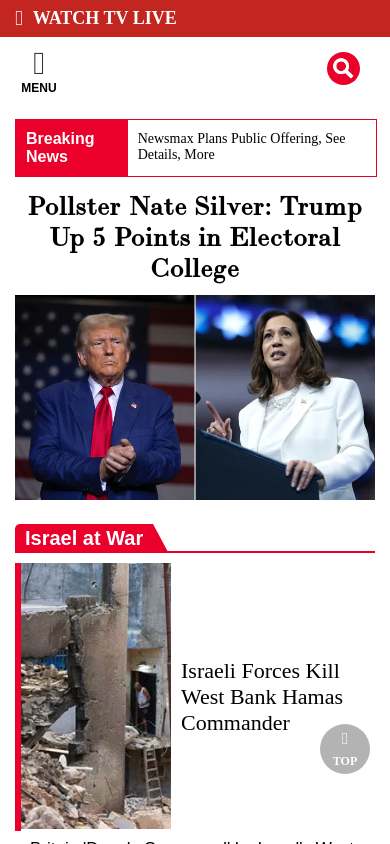 WATCH TV LIVE
MENU
Breaking
News
Newsmax Plans Public Offering, See
Details, More
Pollster Nate Silver: Trump
Up 5 Points in Electoral
College
Israel at War
Israeli Forces Kill
West Bank Hamas
Commander
TOP